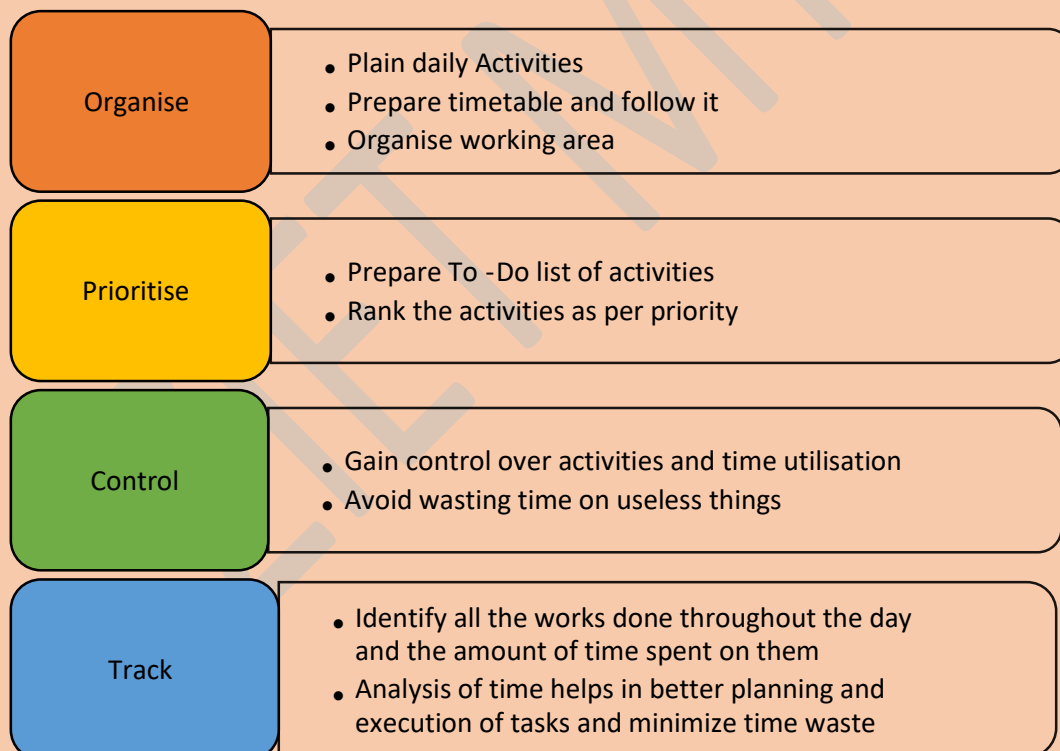 Organise
• Plain daily Activities
• Prepare timetable and follow it
• Organise working area
Prioritise
• Prepare To -Do list of activities
• Rank the activities as per priority
Control
• Gain control over activities and time utilisation
• Avoid wasting time on useless things
Track
• Identify all the works done throughout the day
and the amount of time spent on them
• Analysis of time helps in better planning and
execution of tasks and minimize time waste